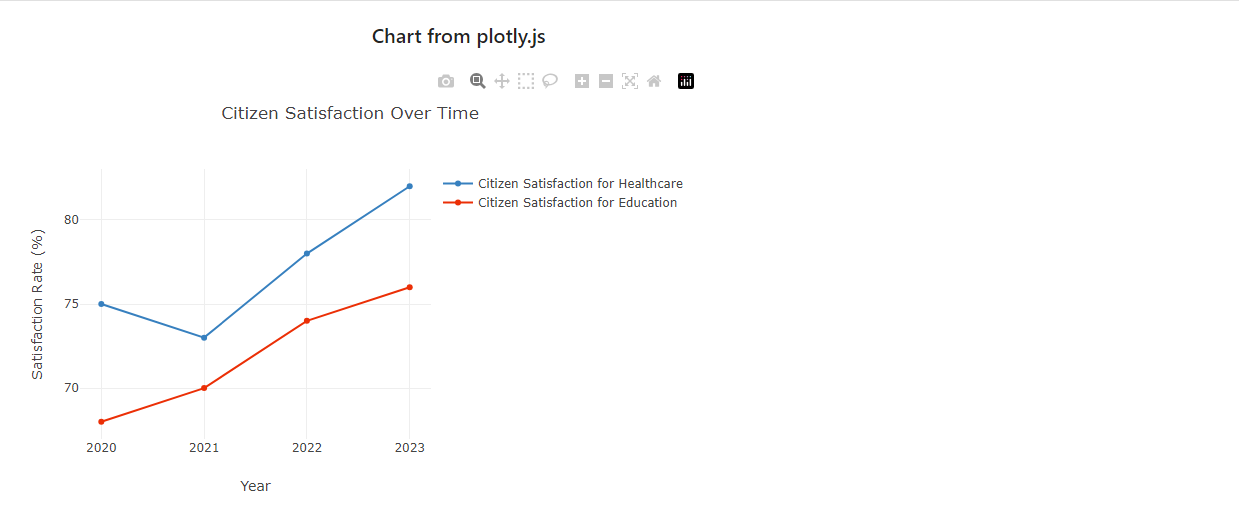 Chart from plotly.js
Citizen Satisfaction Over Time
Citizen Satisfaction for Healthcare
Citizen Satisfaction for Education
80
75
70
Satisfaction Rate (%)
2020 2021 2022 2023
Year